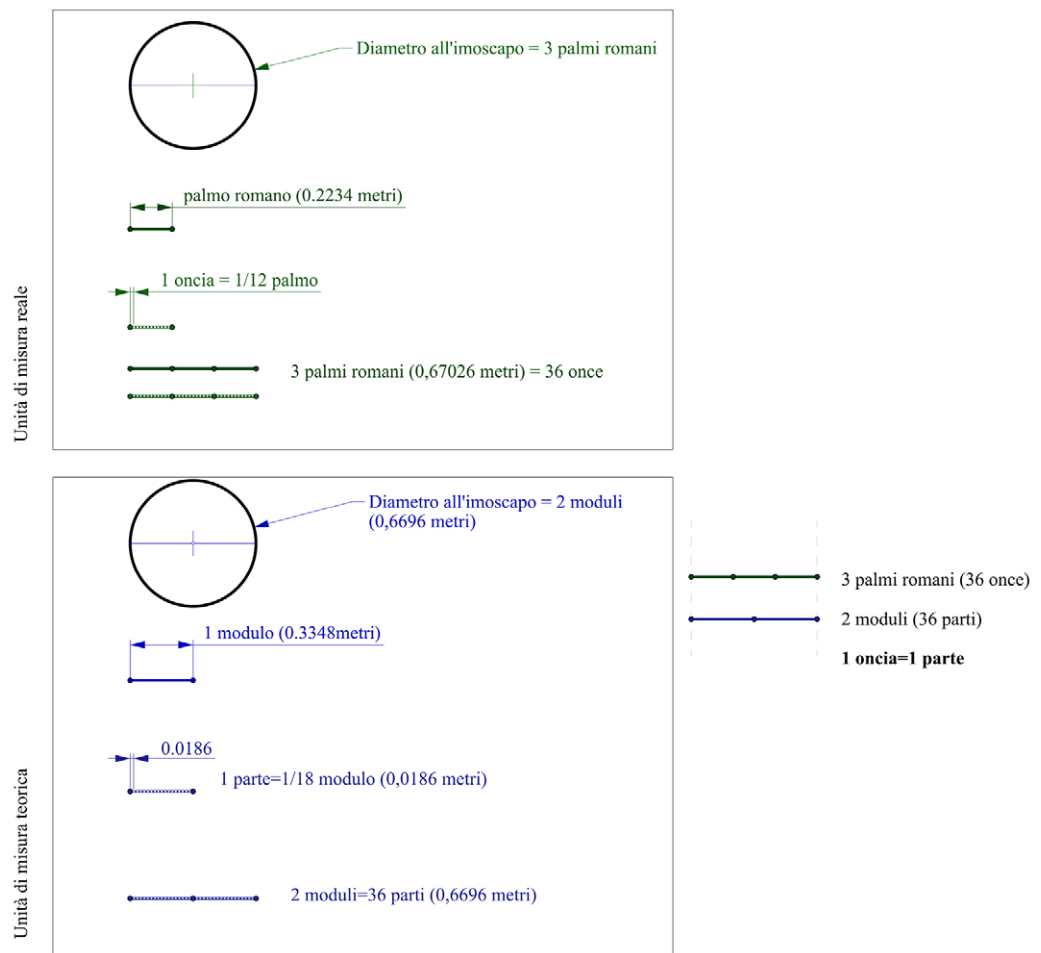 Diametro all'imoscapo = 3 palmi romani
palmo romano (0.2234 metri)
1 oncia = 1/12 palmo
3 palmi romani (0,67026 metri) = 36 once
Unità di misura reale
Diametro all'imoscapo = 2 moduli
(0,6696 metri)
1 modulo (0.3348metri)
0.0186
1 parte=1/18 modulo (0,0186 metri)
2 moduli=36 parti (0,6696 metri)
Unità di misura teorica
3 palmi romani (36 once)
2 moduli (36 parti)
1 oncia=1 parte